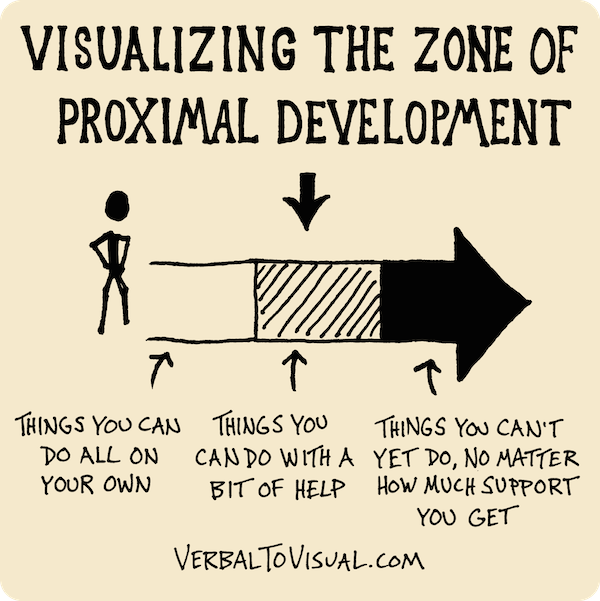 VISUALIZING THE ZONE OF
PROXIMAL DEVELOPMENT
THINGS YOU CAN
DO ALL ON
YOUR OWN
THINGS YOU
CAN DO WITH A
BIT OF HELP
THINGS YOU CAN'T
YET DO, NO MATTER
HOW MUCH SUPPORT
YOU GET
VERBALTOVISUAL.COM